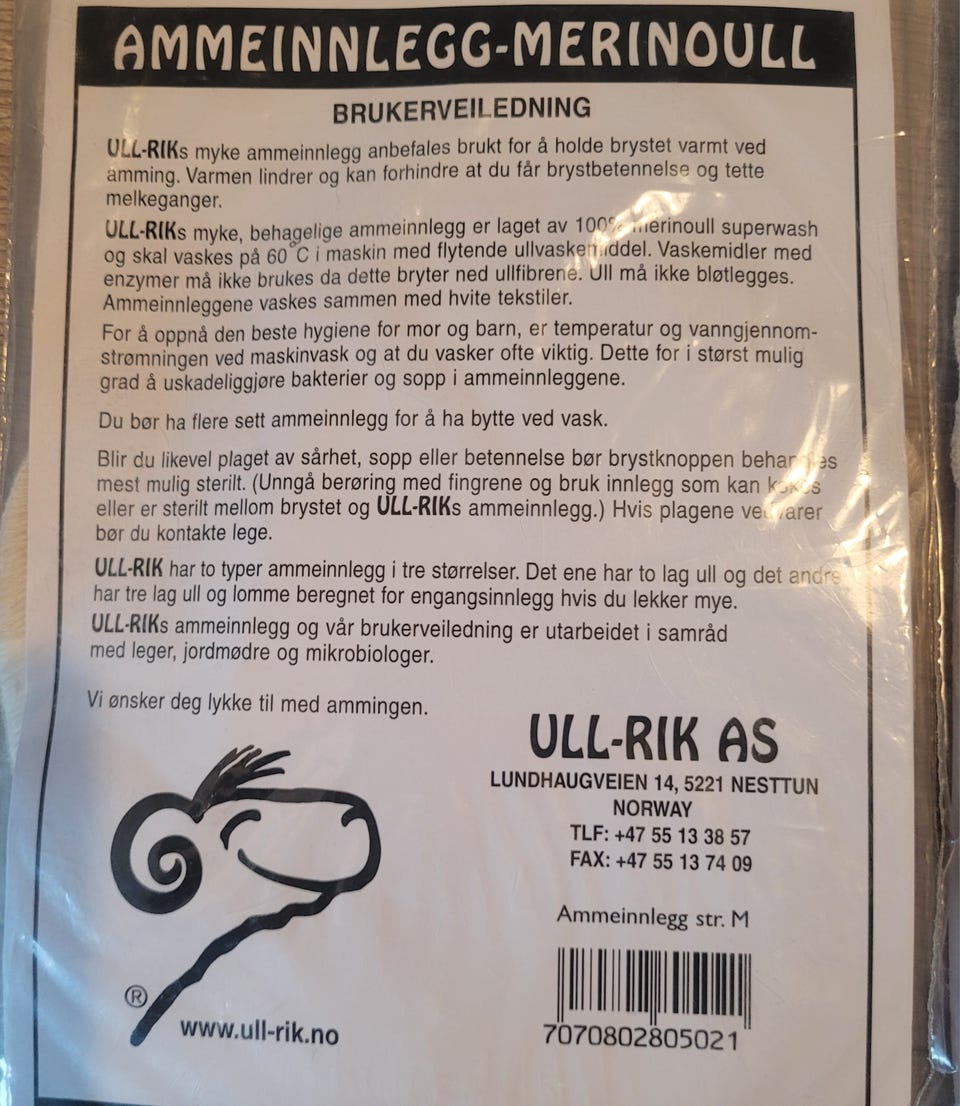 AMMEINNLEGG-MERINOULL
BRUKERVEILEDNING
ULL-RIKs myke ammeinnlegg anbefales brukt for å holde brystet varmt ved
amming. Varmen lindrer og kan forhindre at du får brystbetennelse og tette
melkeganger.
ULL-RIKs myke, behagelige ammeinnlegg er laget av 100% merinoull superwash
og skal vaskes på 60°C i maskin med flytende ullvaskemiddel. Vaskemidler med
enzymer må ikke brukes da dette bryter ned ullfibrene. Ull må ikke bløtlegges.
Ammeinnleggene vaskes sammen med hvite tekstiler.
For å oppnå den beste hygiene for mor og barn, er temperatur og vanngjennom-
strømningen ved maskinvask og at du vasker ofte viktig. Dette for i størst mulig
grad å uskadeliggjøre bakterier og sopp i ammeinnleggene.
Du bør ha flere sett ammeinnlegg for å ha bytte ved vask.
Blir du likevel plaget av sårhet, sopp eller betennelse bør brystknoppen behandles
mest mulig sterilt. (Unngå berøring med fingrene og bruk innlegg som kan kokes
eller er sterilt mellom brystet og ULL-RIKs ammeinnlegg.) Hvis plagene vedvarer
bør du kontakte lege.
ULL-RIK har to typer ammeinnlegg i tre størrelser. Det ene har to lag ull og det andre
har tre lag ull og lomme beregnet for engangsinnlegg hvis du lekker mye.
ULL-RIKs ammeinnlegg og vår brukerveiledning er utarbeidet i samråd
med leger, jordmødre og mikrobiologer.
Vi ønsker deg lykke til med ammingen.
ULL-RIK AS
LUNDHAUGVEIEN 14, 5221 NESTTUN
NORWAY
TLF: +47 55 13 38 57
FAX: +47 55 13 74 09
Ammeinnlegg str. M
7070802805021
®
www.ull-rik.no